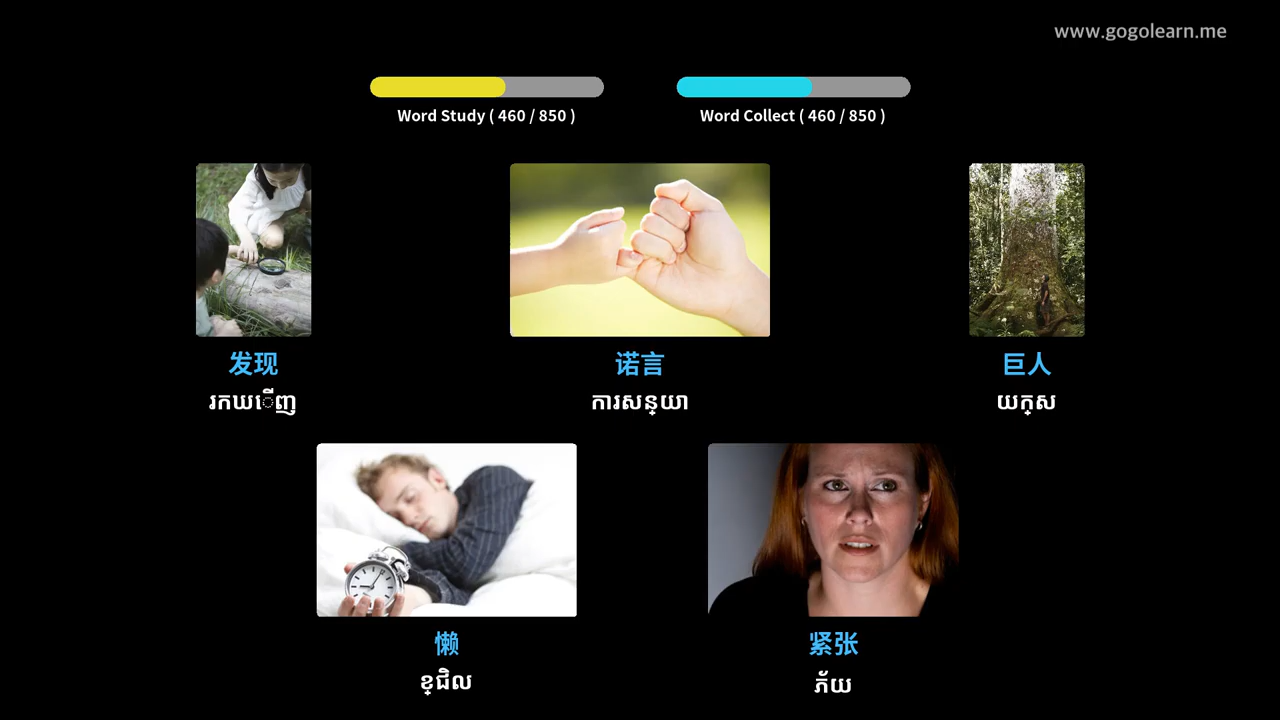 www.gogolearn.me
Word Study ( 460 / 850 )
Word Collect ( 460 / 850 )
发现
រកឃើញ
诺言
ការសន្យា
巨人
យក្ស
懒
ខ្ជិល
紧张
ភ័យ